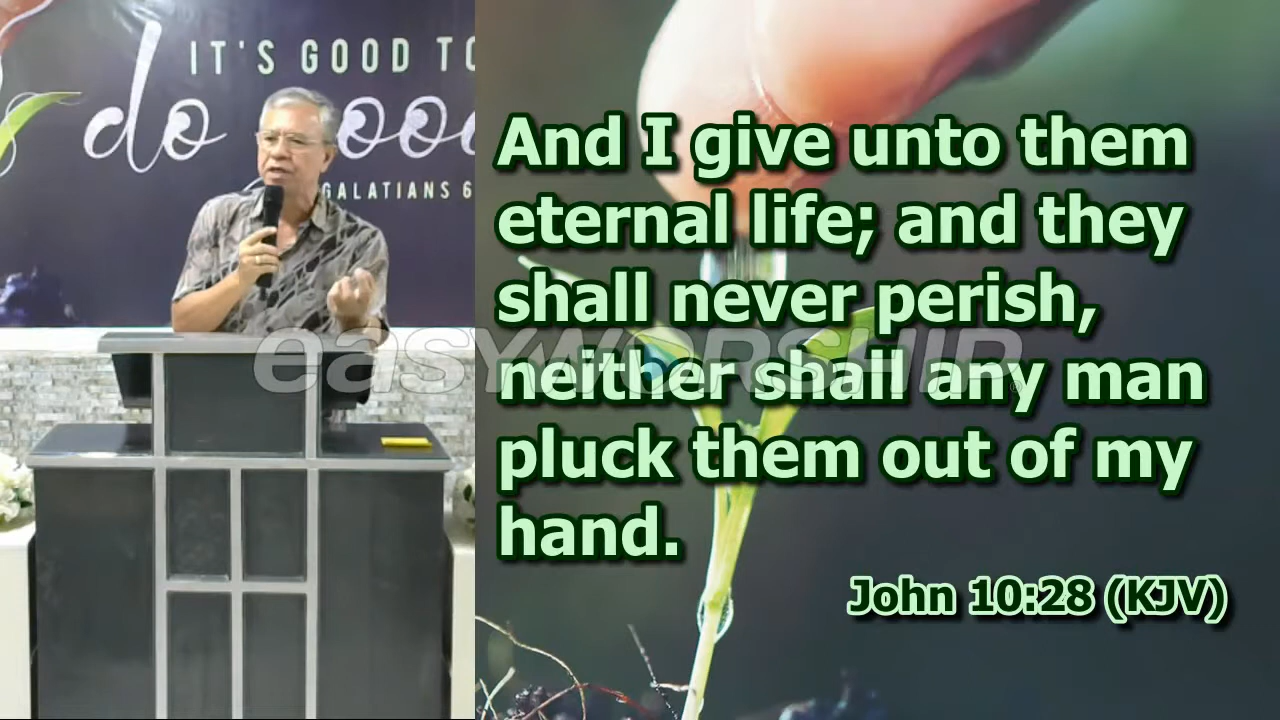 IT'S GOOD TO
do good
GALATIANS 6
And I give unto them
eternal life; and they
shall never perish,
neither shall any man
pluck them out of my
hand.
John 10:28 (KJV)
easyWORSHIP